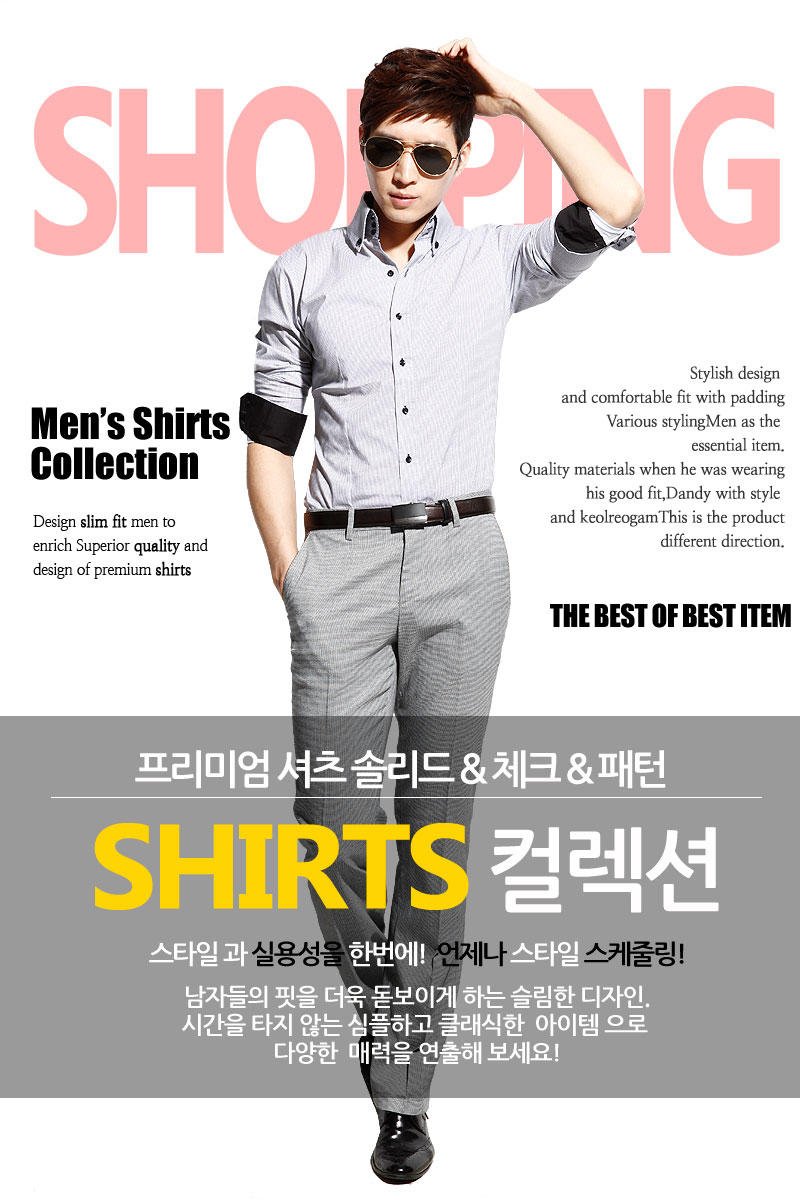 SHOPPING
Men's Shirts
Collection
Design slim fit men to
enrich Superior quality and
design of premium shirts
Stylish design
and comfortable fit with padding
Various stylingMen as the
essential item.
Quality materials when he was wearing
his good fit,Dandy with style
and keolreogamThis is the product
different direction.
THE BEST OF BEST ITEM
프리미엄 셔츠 솔리드 & 체크 & 패턴
SHIRTS 컬렉션
스타일 과 실용성을 한번에! 언제나 스타일 스케줄링!
남자들의 핏을 더욱 돋보이게 하는 슬림한 디자인.
시간을 타지 않는 심플하고 클래식한 아이템 으로
다양한 매력을 연출해 보세요!